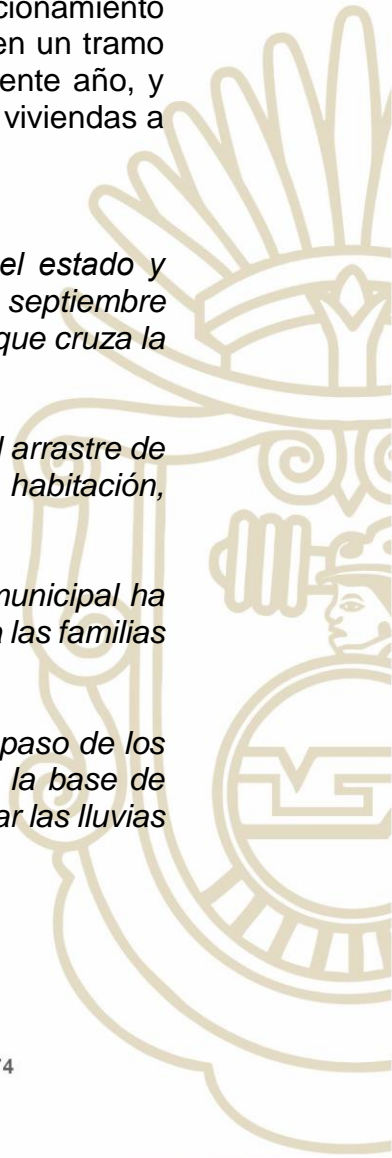 cionamiento
en un tramo
ente año, y
viviendas a
el estado y
septiembre
que cruza la
arrastre de
habitación,
municipal ha
a las familias
paso de los
la base de
ar las lluvias
74